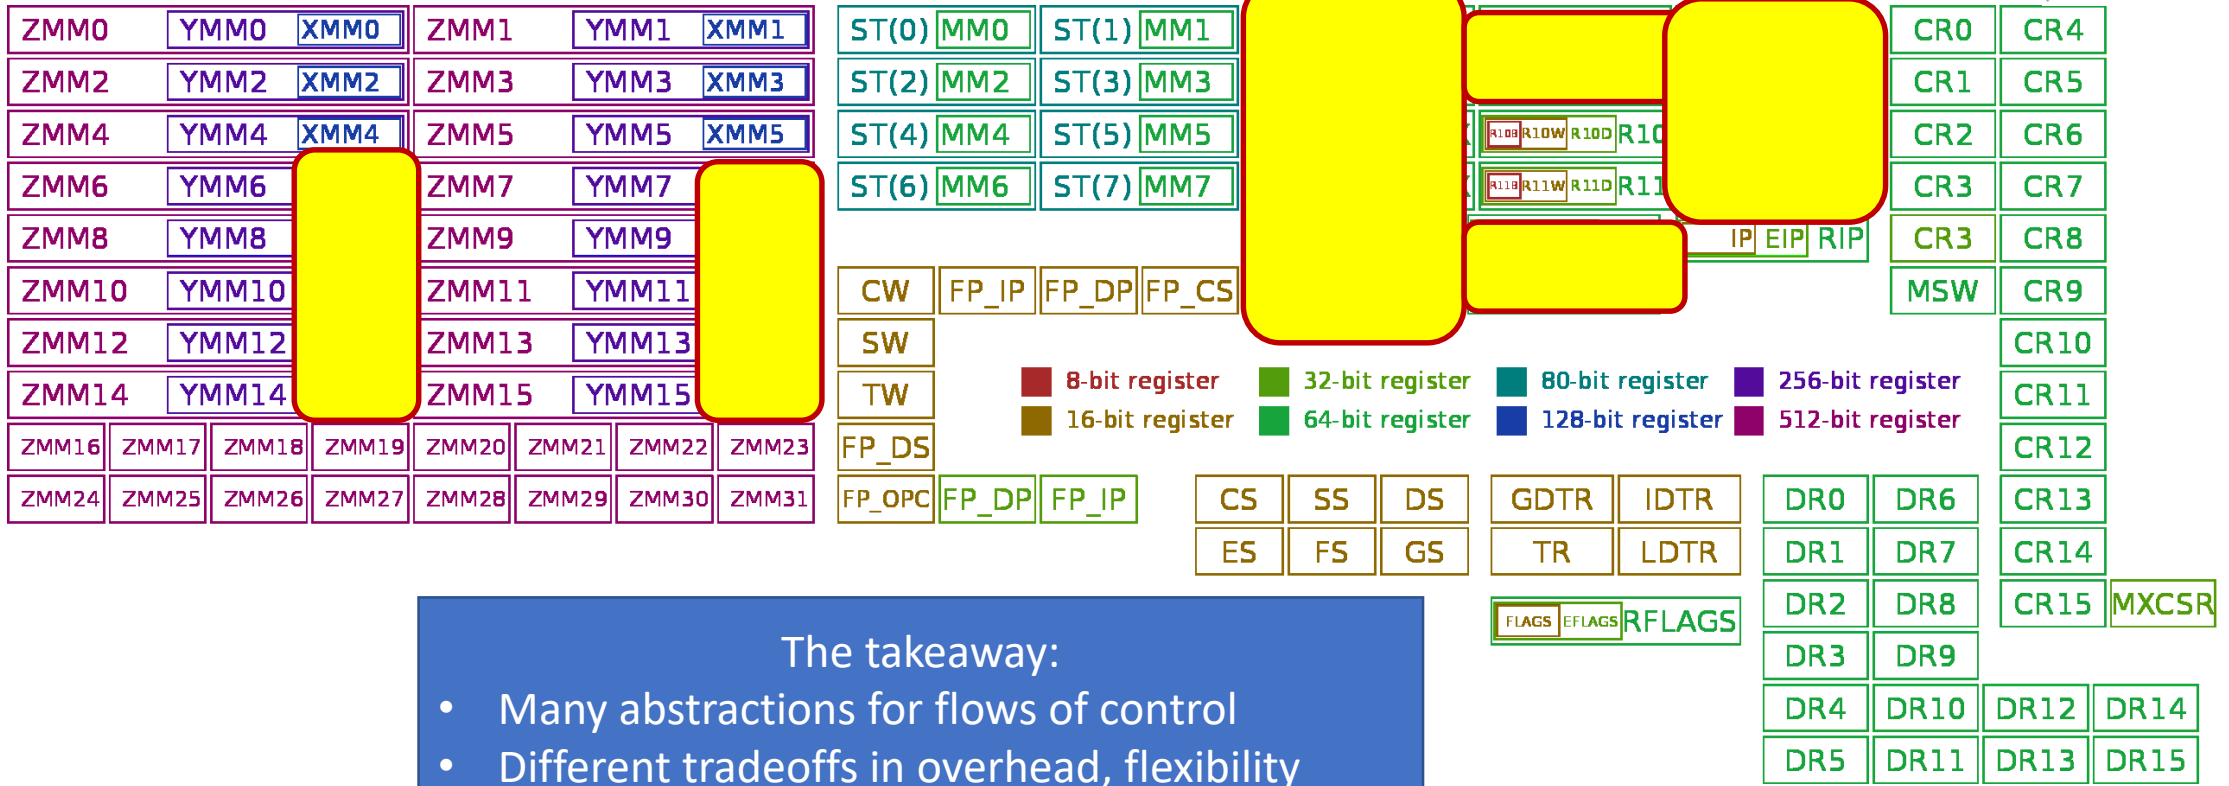 ZMM0 YMM0 XMM0 ZMM1 YMM1 XMM1 ST(0) MM0 ST(1) MM1 CR0 CR4
ZMM2 YMM2 XMM2 ZMM3 YMM3 XMM3 ST(2) MM2 ST(3) MM3 CR1 CR5
ZMM4 YMM4 XMM4 ZMM5 YMM5 XMM5 ST(4) MM4 ST(5) MM5 R10B R10W R10D R10 CR2 CR6
ZMM6 YMM6 ZMM7 YMM7 ST(6) MM6 ST(7) MM7 R11B R11W R11D R11 CR3 CR7
ZMM8 YMM8 ZMM9 YMM9 IP EIP RIP CR3 CR8
ZMM10 YMM10 ZMM11 YMM11 CW FP_IP FP_DP FP_CS MSW CR9
ZMM12 YMM12 ZMM13 YMM13 SW CR10
ZMM14 YMM14 ZMM15 YMM15 TW 8-bit register 32-bit register 80-bit register 256-bit register CR11
16-bit register 64-bit register 128-bit register 512-bit register
ZMM16 ZMM17 ZMM18 ZMM19 ZMM20 ZMM21 ZMM22 ZMM23 FP_DS CR12
ZMM24 ZMM25 ZMM26 ZMM27 ZMM28 ZMM29 ZMM30 ZMM31 FP_OPC FP_DP FP_IP CS SS DS GDTR IDTR DR0 DR6 CR13
ES FS GS TR LDTR DR1 DR7 CR14
FLAGS EFLAGS RFLAGS DR2 DR8 CR15 MXCSR
The takeaway: DR3 DR9
• Many abstractions for flows of control DR4 DR10 DR12 DR14
• Different tradeoffs in overhead, flexibility DR5 DR11 DR13 DR15